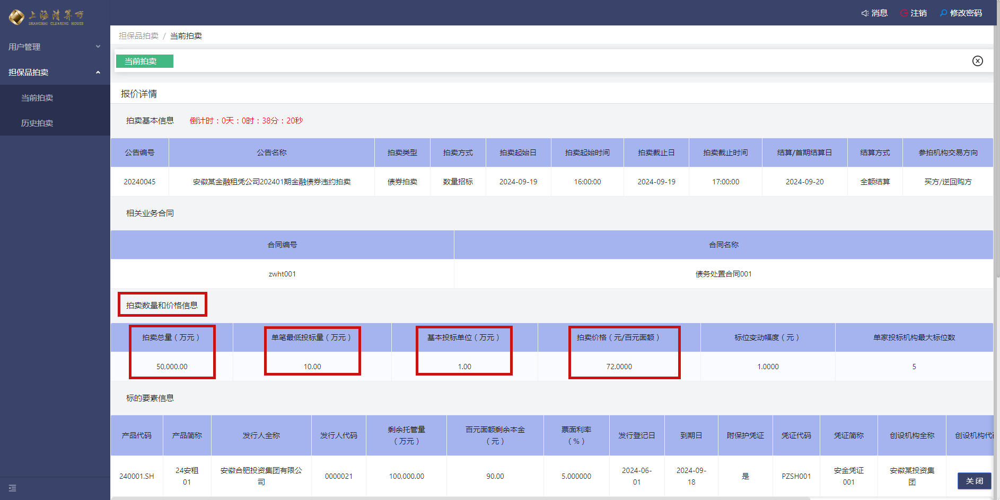 上海清算所
SHANGHAI CLEARING HOUSE
消息
注销
修改密码
用户管理
担保品拍卖
当前拍卖
历史拍卖
担保品拍卖 / 当前拍卖
当前拍卖
报价详情
拍卖基本信息 倒计时：0天：0时：38分：20秒
公告编号 公告名称 拍卖类型 拍卖方式 拍卖起始日 拍卖起始时间 拍卖截止日 拍卖截止时间 结算/首期结算日 结算方式 参拍机构交易方向
20240045 安徽某金融租凭公司202401期金融债券违约拍卖 债券拍卖 数量招标 2024-09-19 16:00:00 2024-09-19 17:00:00 2024-09-20 全额结算 买方/逆回购方
相关业务合同
合同编号 合同名称
zwht001 债务处置合同001
拍卖数量和价格信息
拍卖总量（万元） 单笔最低投标量（万元） 基本投标单位（万元） 拍卖价格（元/百元面额） 标位变动幅度（元） 单家投标机构最大标位数
50,000.00 10.00 1.00 72.0000 1.0000 5
标的要素信息
产品代码 产品简称 发行人全称 发行人代码 剩余托管量
（万元） 百元面额剩余本金
（元） 票面利率
（%） 发行登记日 到期日 附保护凭证 凭证代码 凭证简称 创设机构全称 创设机构代
240001.SH 24安租
01 安徽合肥投资集团有限公
司 0000021 100,000.00 90.00 5.000000 2024-06-
01 2024-09-
18 是 PZSH001 安金凭证
001 安徽某投资集
团
关闭